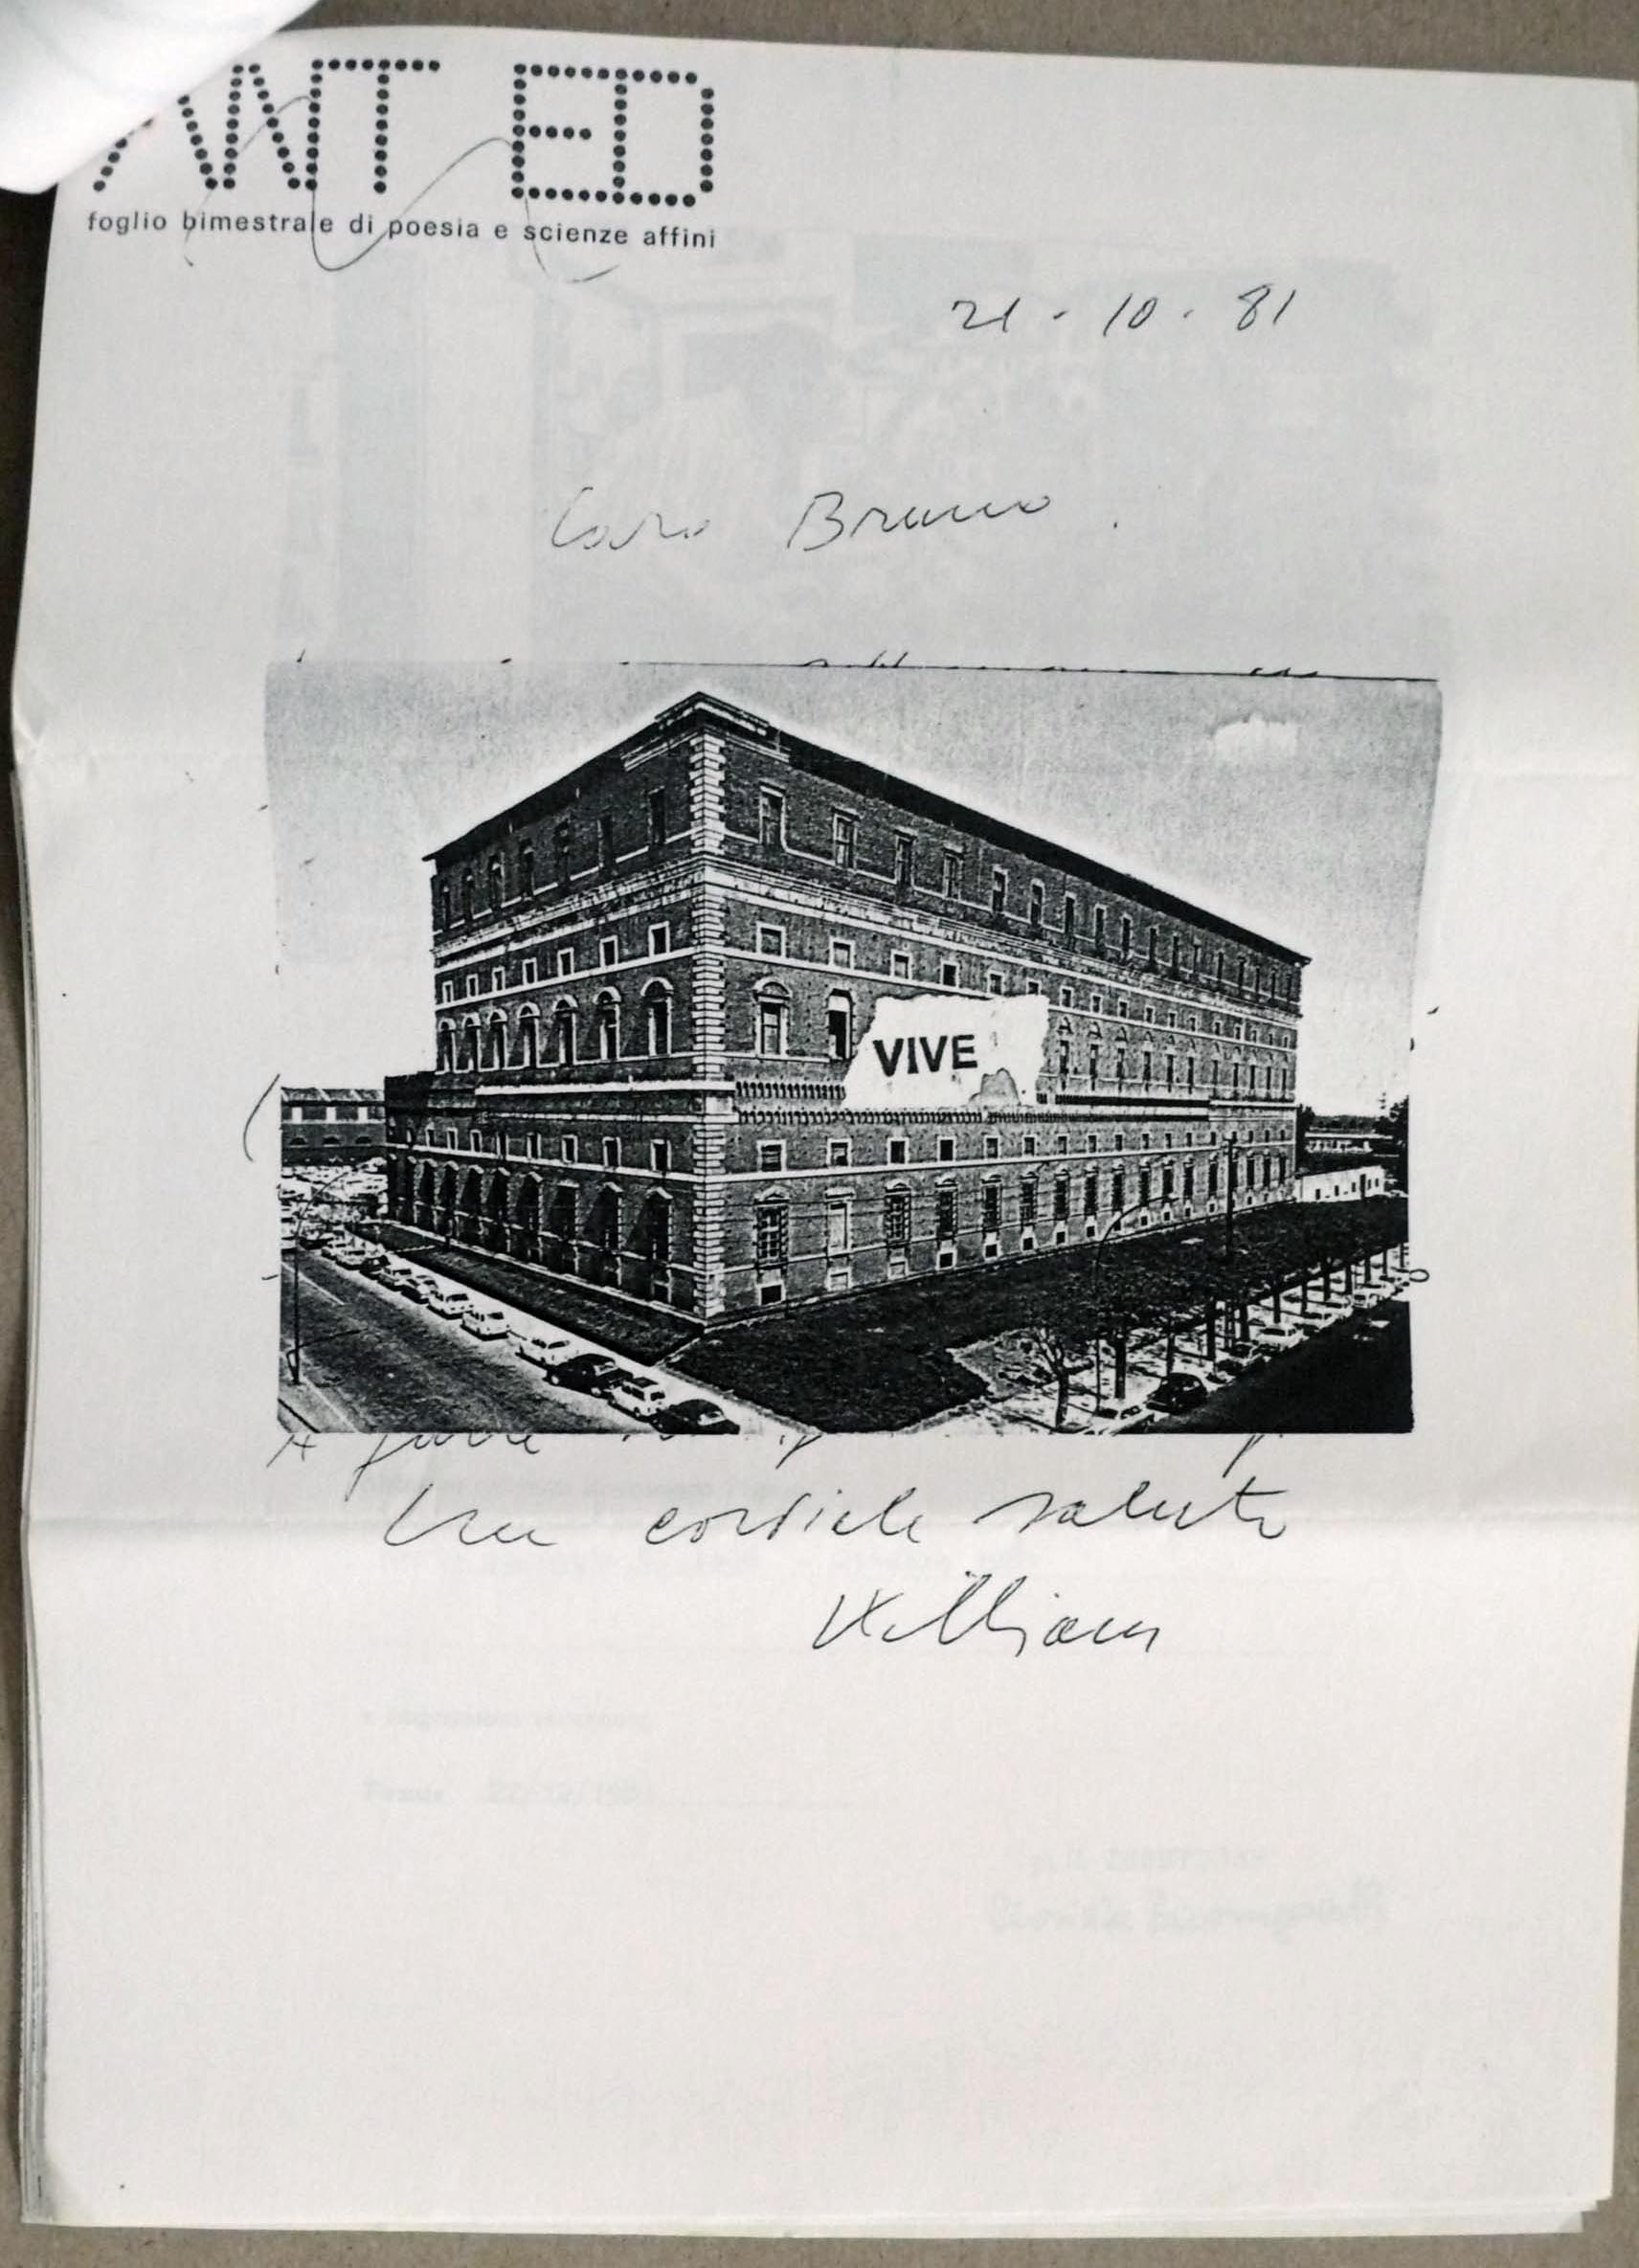 ANT ED
foglio bimestrale di poesia e scienze affini
21 - 10 - 81
Caro Bruno
VIVE
Un cordiale saluto
William